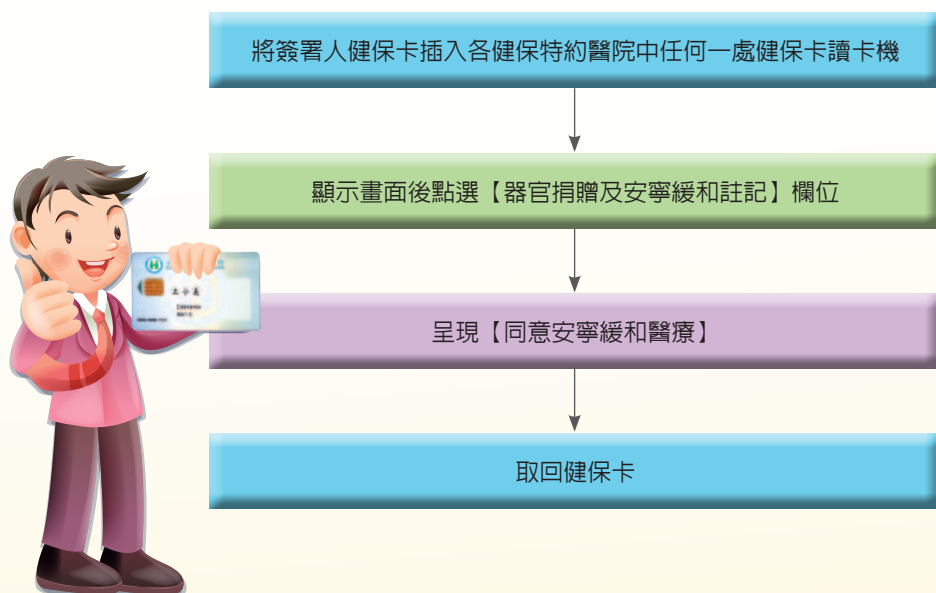 將簽署人健保卡插入各健保特約醫院中任何一處健保卡讀卡機
顯示畫面後點選【器官捐贈及安寧緩和註記】欄位
呈現【同意安寧緩和醫療】
取回健保卡